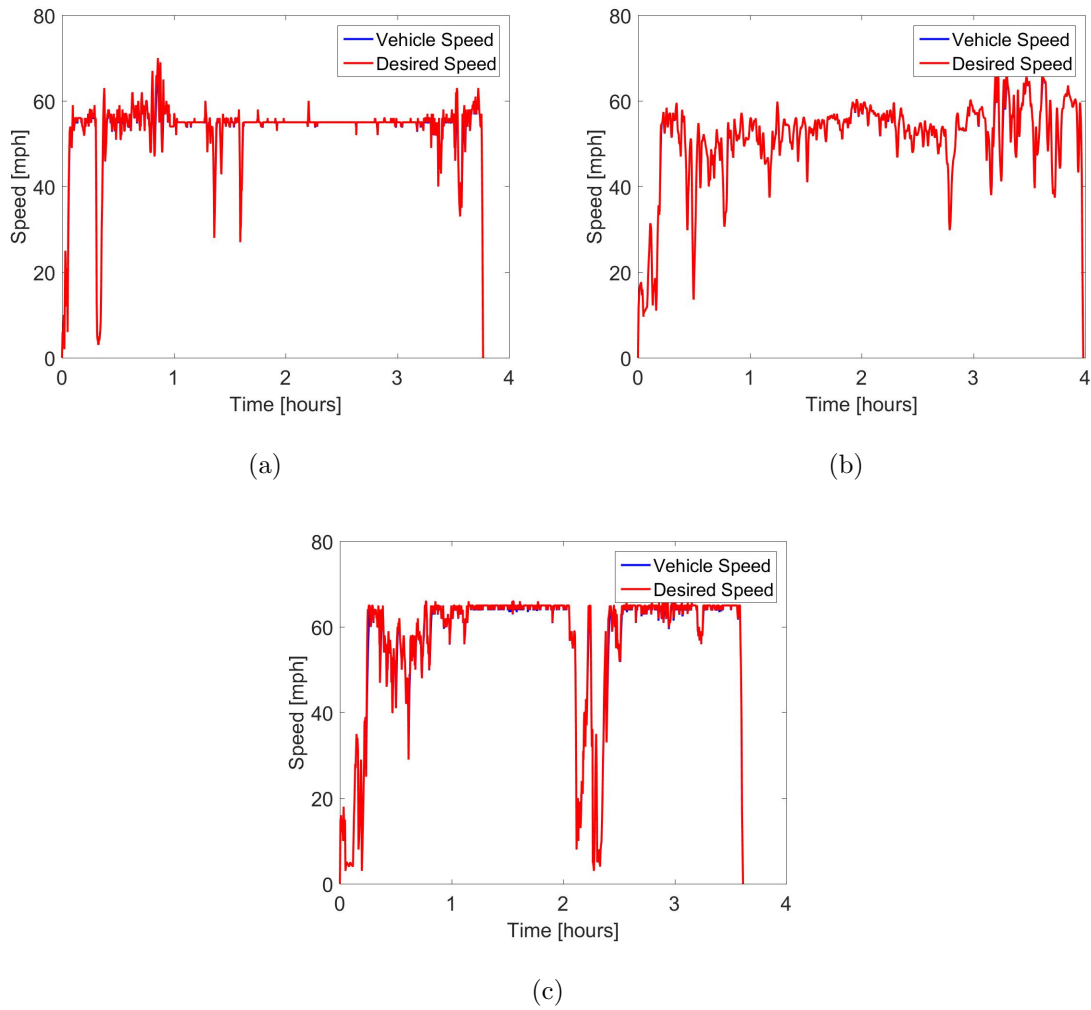 80
60
40
20
0
0 1 2 3 4
Speed [mph]
Time [hours]
Vehicle Speed
Desired Speed
(a)
80
60
40
20
0
0 1 2 3 4
Speed [mph]
Time [hours]
Vehicle Speed
Desired Speed
(b)
80
60
40
20
0
0 1 2 3 4
Speed [mph]
Time [hours]
Vehicle Speed
Desired Speed
(c)